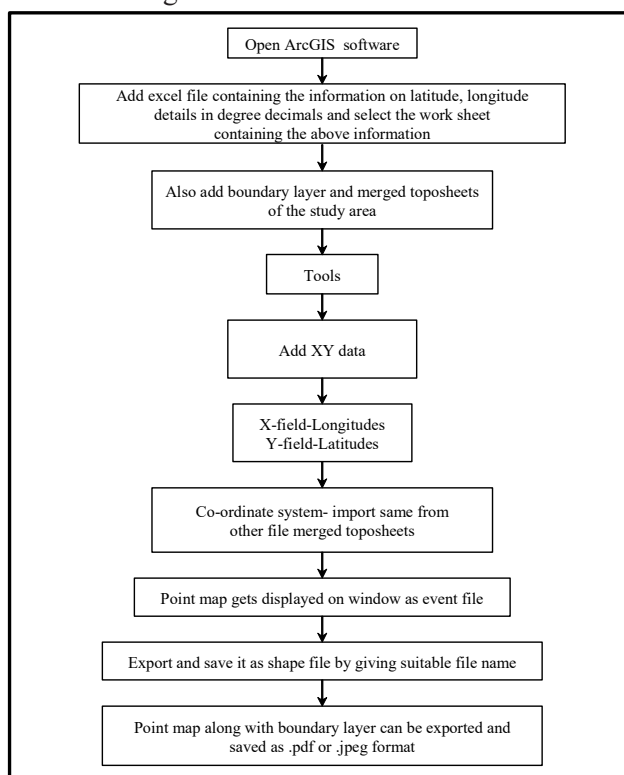 Open ArcGIS software
Add excel file containing the information on latitude, longitude
details in degree decimals and select the work sheet
containing the above information
Also add boundary layer and merged toposheets
of the study area
Tools
Add XY data
X-field-Longitudes
Y-field-Latitudes
Co-ordinate system- import same from
other file merged toposheets
Point map gets displayed on window as event file
Export and save it as shape file by giving suitable file name
Point map along with boundary layer can be exported and
saved as .pdf or .jpeg format